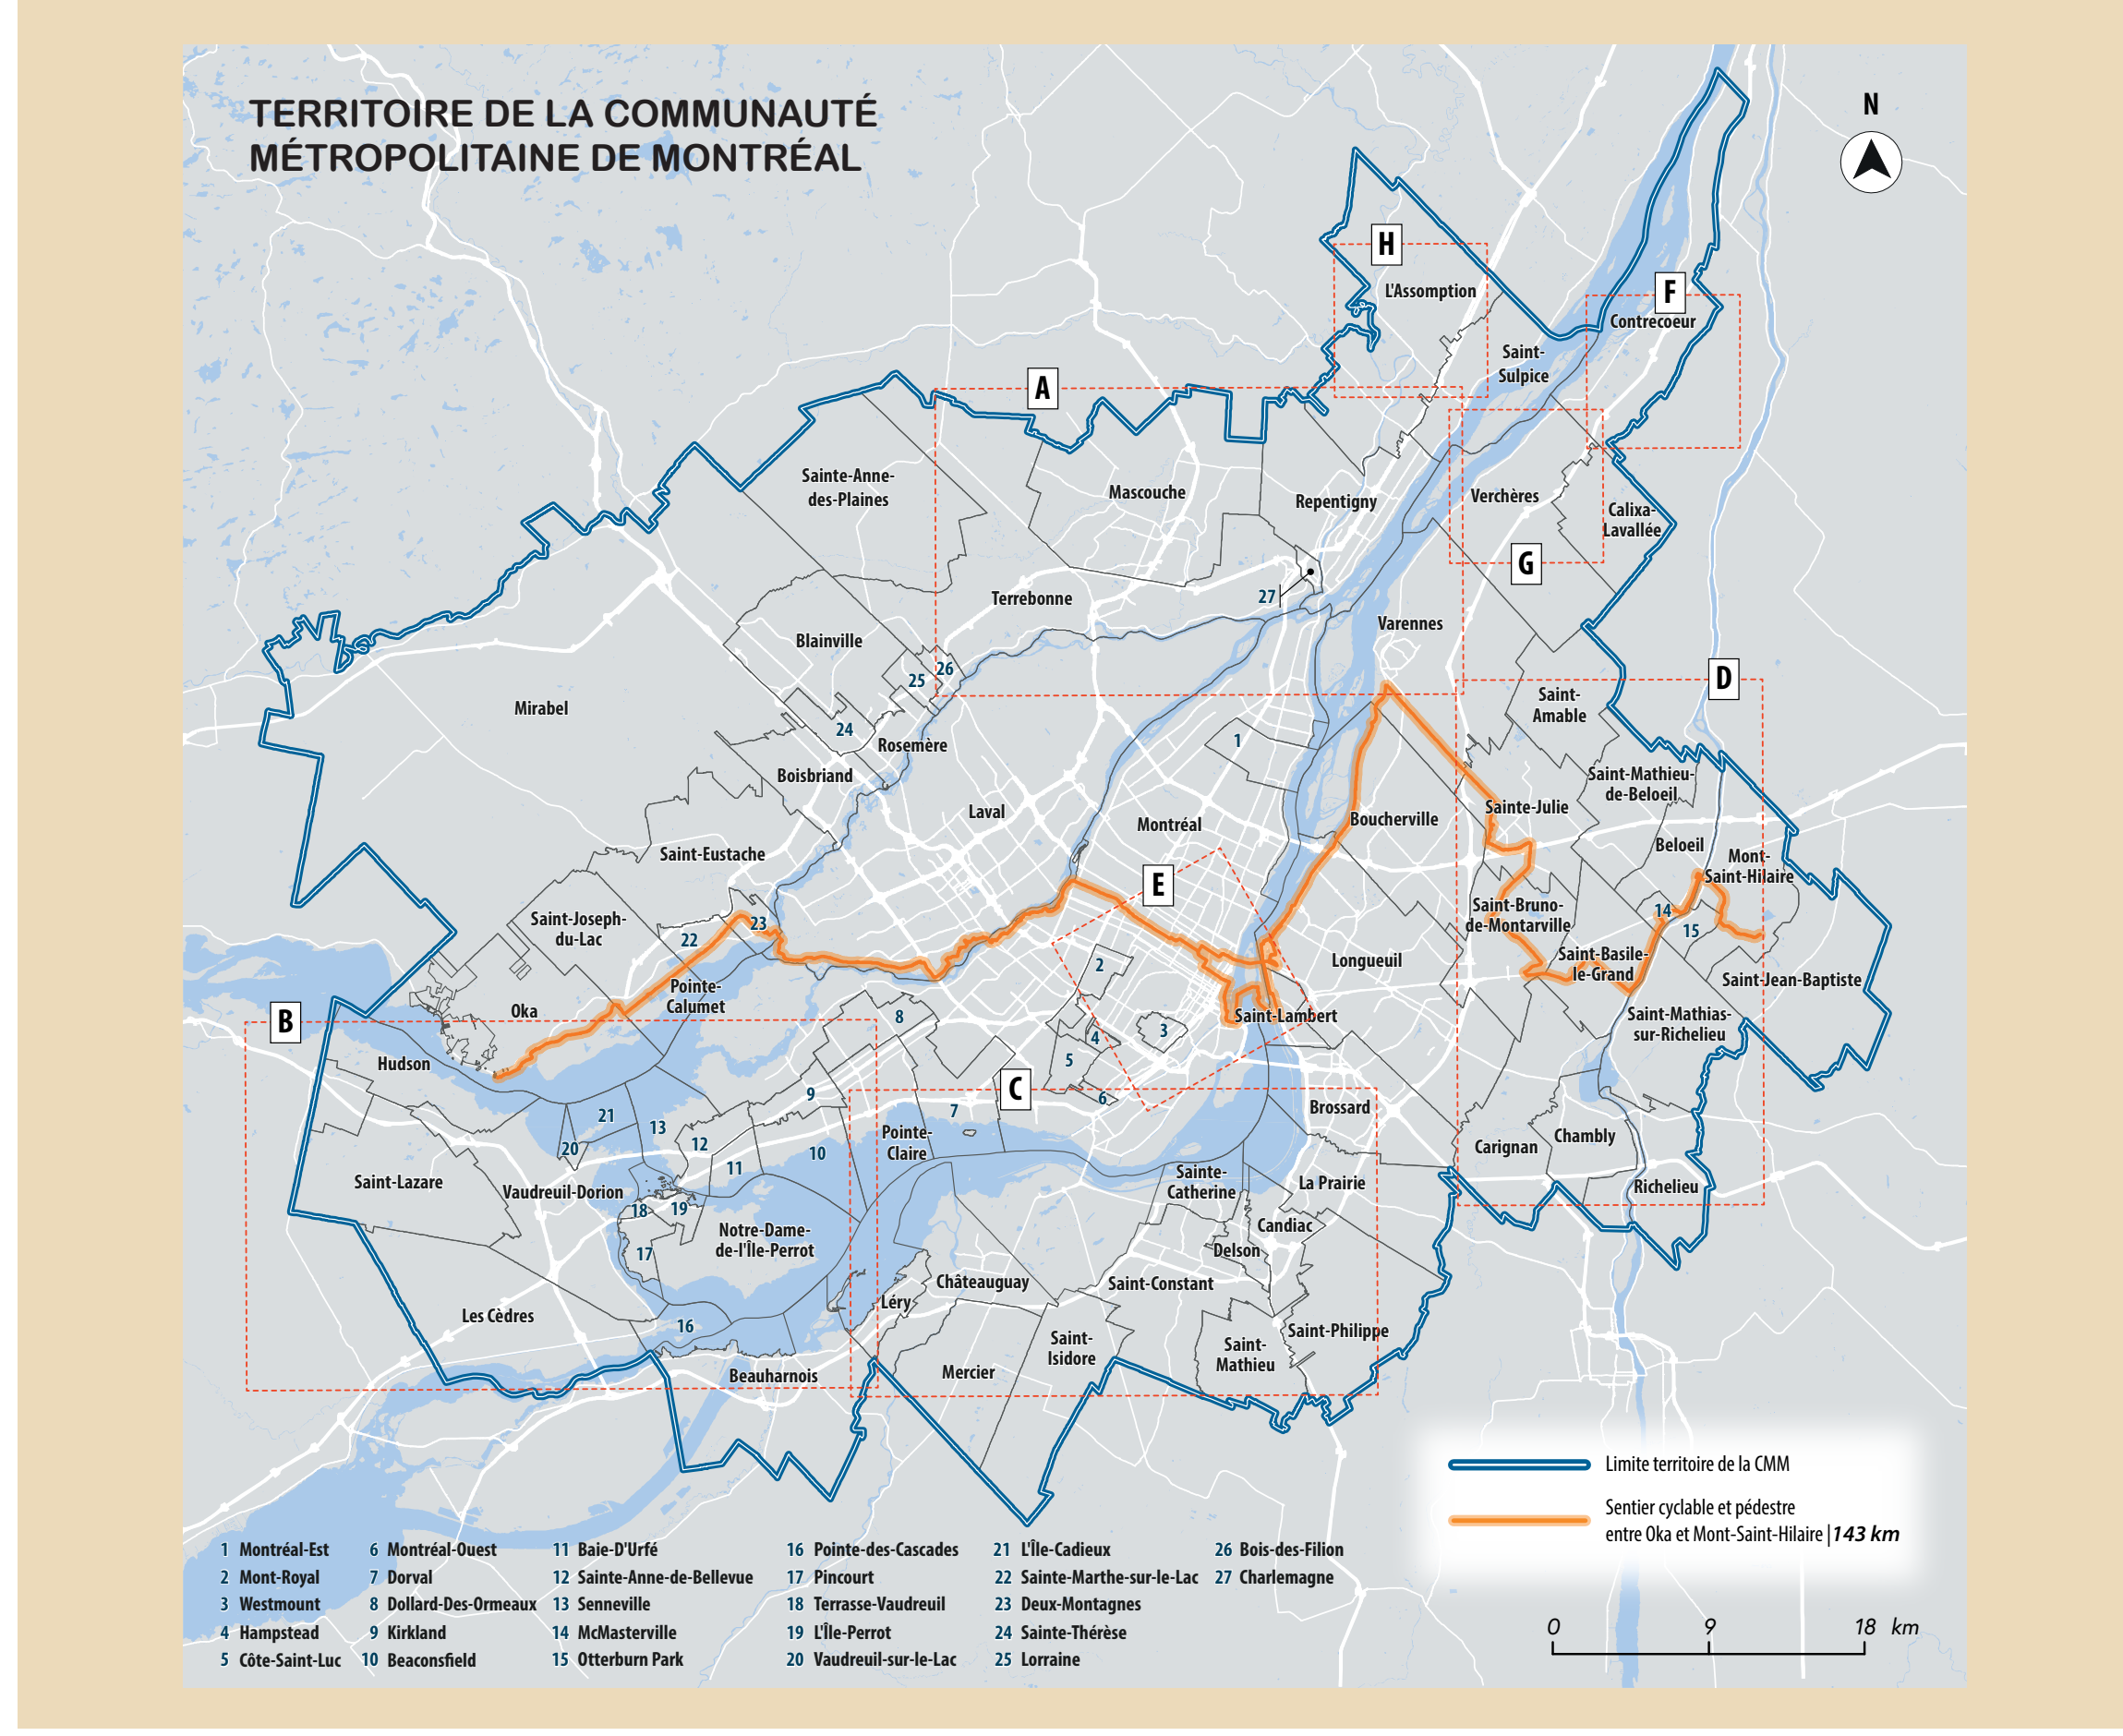 TERRITOIRE DE LA COMMUNAUTÉ
MÉTROPOLITAINE DE MONTRÉAL
N
H
L'Assomption
F
Contrecoeur
Saint-
Sulpice
A
Sainte-Anne-
des-Plaines
Mascouche
Repentigny
Verchères
Calixa-
Lavallée
G
Terrebonne
27
Varennes
Blainville
26
25
D
Mirabel
Saint-
Amable
24
Rosemère
1
Boisbriand
Saint-Mathieu-
de-Beloeil
Laval
Montréal
Boucherville
Sainte-Julie
Saint-Eustache
Beloeil
Mont-
Saint-Hilaire
E
Saint-Joseph-
du-Lac
23
22
Saint-Bruno-
de-Montarville
14
15
2
Longueuil
Saint-Basile-
le-Grand
Saint-Jean-Baptiste
Pointe-
Calumet
Oka
B
8
3
Saint-Lambert
Saint-Mathias-
sur-Richelieu
4
5
Hudson
9
C
6
7
Brossard
21
13
20
12
11
10
Pointe-
Claire
Carignan
Chambly
Saint-Lazare
Vaudreuil-Dorion
Sainte-
Catherine
La Prairie
Richelieu
18
19
Notre-Dame-
de-l'Île-Perrot
17
Candiac
Delson
Châteauguay
Saint-Constant
Léry
Les Cèdres
16
Saint-
Isidore
Saint-
Mathieu
Saint-Philippe
Beauharnois
Mercier
Limite territoire de la CMM
Sentier cyclable et pédestre
entre Oka et Mont-Saint-Hilaire | 143 km
0 9 18 km
1 Montréal-Est
2 Mont-Royal
3 Westmount
4 Hampstead
5 Côte-Saint-Luc
6 Montréal-Ouest
7 Dorval
8 Dollard-Des-Ormeaux
9 Kirkland
10 Beaconsfield
11 Baie-D'Urfé
12 Sainte-Anne-de-Bellevue
13 Senneville
14 McMasterville
15 Otterburn Park
16 Pointe-des-Cascades
17 Pincourt
18 Terrasse-Vaudreuil
19 L'Île-Perrot
20 Vaudreuil-sur-le-Lac
21 L'Île-Cadieux
22 Sainte-Marthe-sur-le-Lac
23 Deux-Montagnes
24 Sainte-Thérèse
25 Lorraine
26 Bois-des-Filion
27 Charlemagne